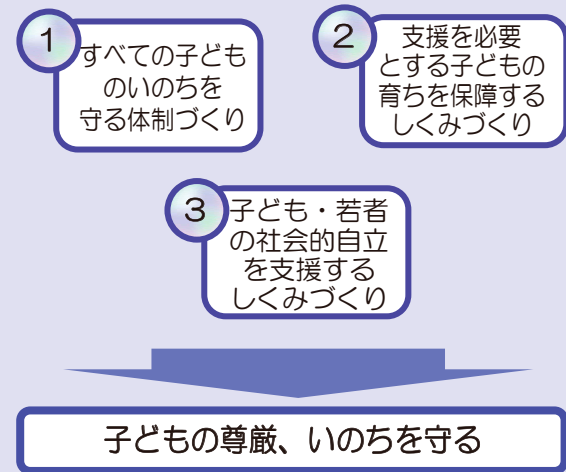 1
すべての子ども
のいのちを
守る体制づくり
2
支援を必要
とする子どもの
育ちを保障する
しくみづくり
3
子ども・若者
の社会的自立
を支援する
しくみづくり
子どもの尊厳、いのちを守る